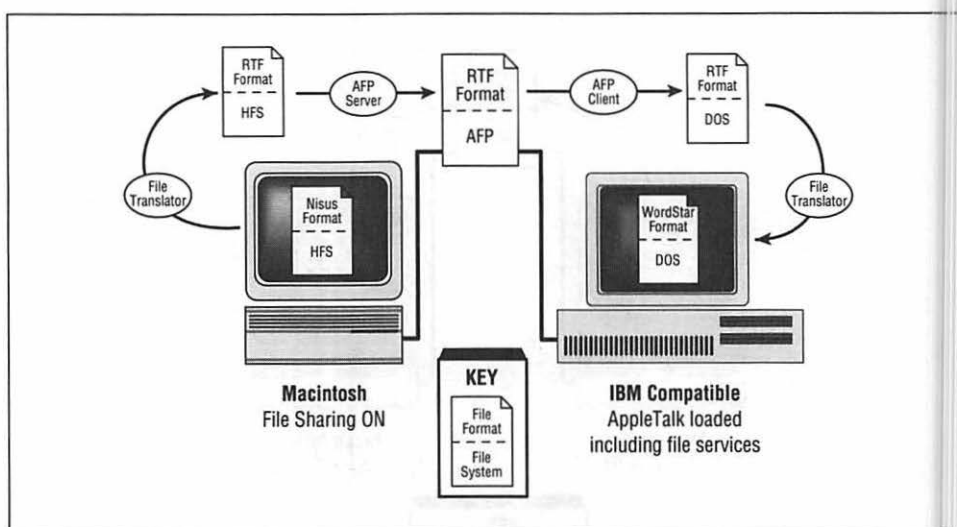 RTF
Format
HFS
AFP
Server
RTF
Format
AFP
AFP
Client
RTF
Format
DOS
File
Translator
Nisus
Format
HFS
WordStar
Format
DOS
File
Translator
Macintosh
File Sharing ON
KEY
File
Format
File
System
IBM Compatible
AppleTalk loaded
including file services